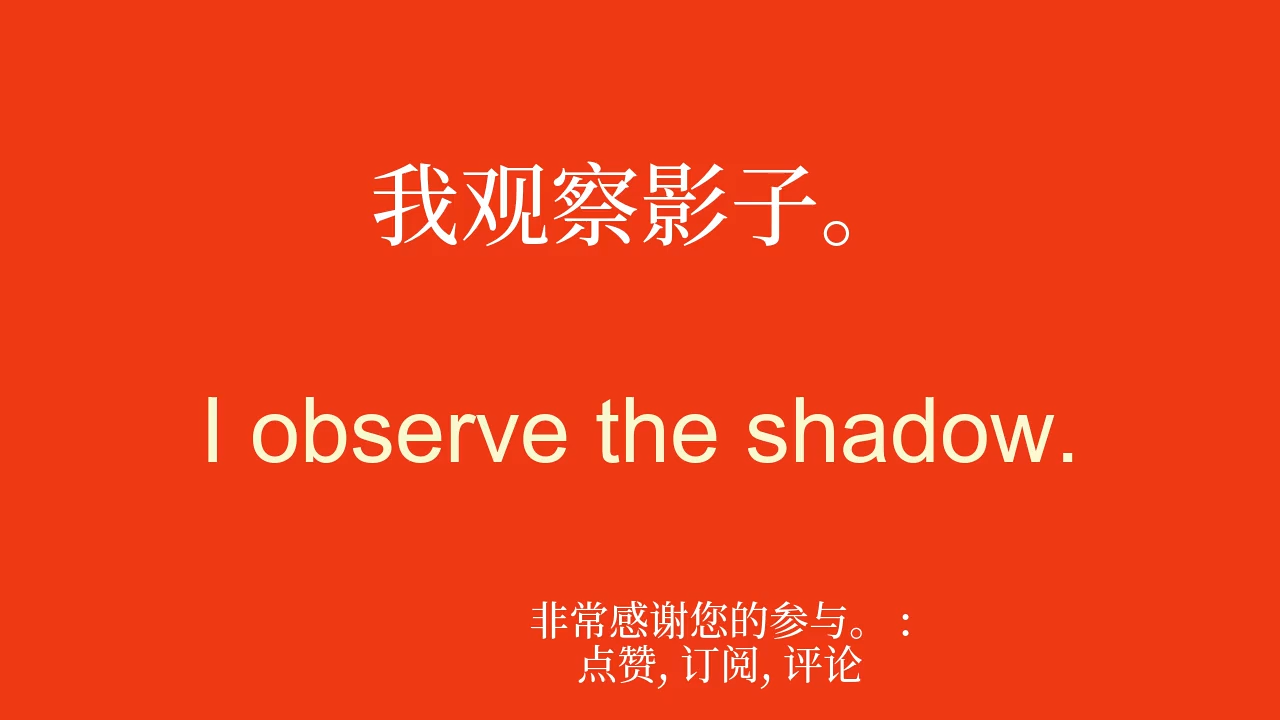 我观察影子。
I observe the shadow.
非常感谢您的参与。 :
点赞, 订阅, 评论